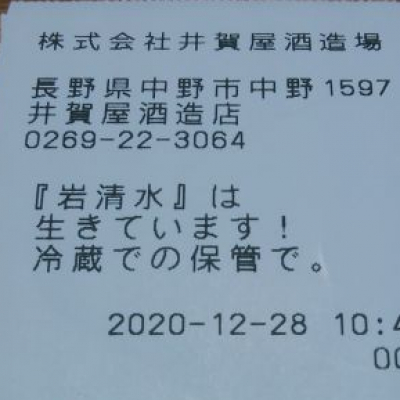 株式会社井賀屋酒造場
長野県中野市中野1597
井賀屋酒造店
0269-22-3064
『岩清水』は
生きています!
冷蔵での保管で。
2020-12-28 10:4
00